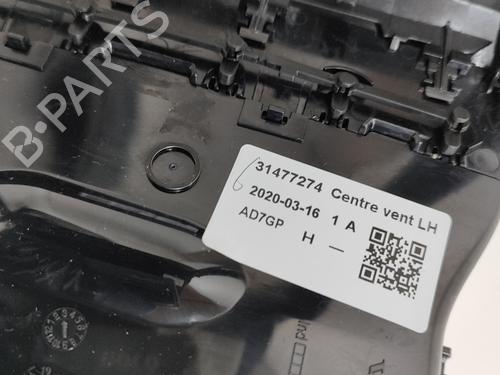 B-PARTS
31477274 Centre vent LH
2020-03-16 1 A
AD7GP H —